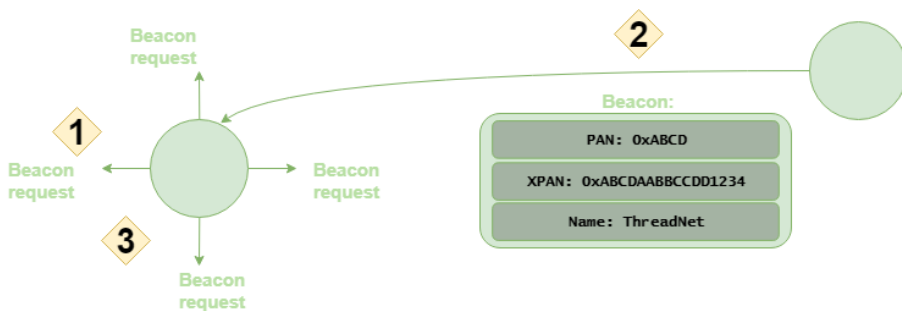 2
Beacon
request
Beacon:
1
PAN: 0xABCD
Beacon
request
Beacon
request
XPAN: 0xABCDAABBCCDD1234
Name: ThreadNet
3
Beacon
request